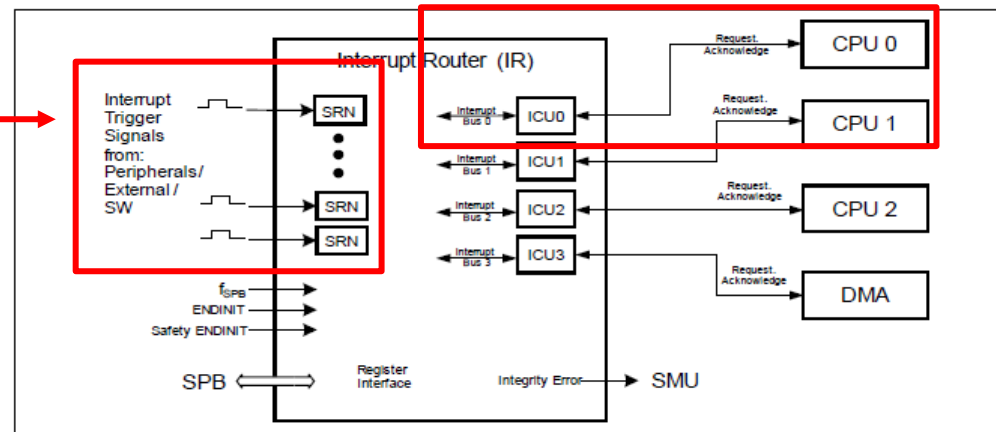 Interrupt Router (IR)
Interrupt
Trigger
Signals
from:
Peripherals/
External /
SW
SRN
SRN
SRN
Interrupt
Bus 0
ICU0
Interrupt
Bus 1
ICU1
Interrupt
Bus 2
ICU2
Interrupt
Bus 3
ICU3
Request.
Acknowledge
CPU 0
Request.
Acknowledge
CPU 1
Request.
Acknowledge
CPU 2
Request.
Acknowledge
DMA
fSPB
ENDINIT
Safety ENDINIT
SPB
Register
Interface
Integrity Error
SMU